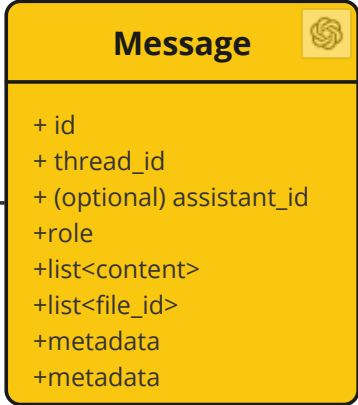 Message
+ id
+ thread_id
+ (optional) assistant_id
+role
+list<content>
+list<file_id>
+metadata
+metadata